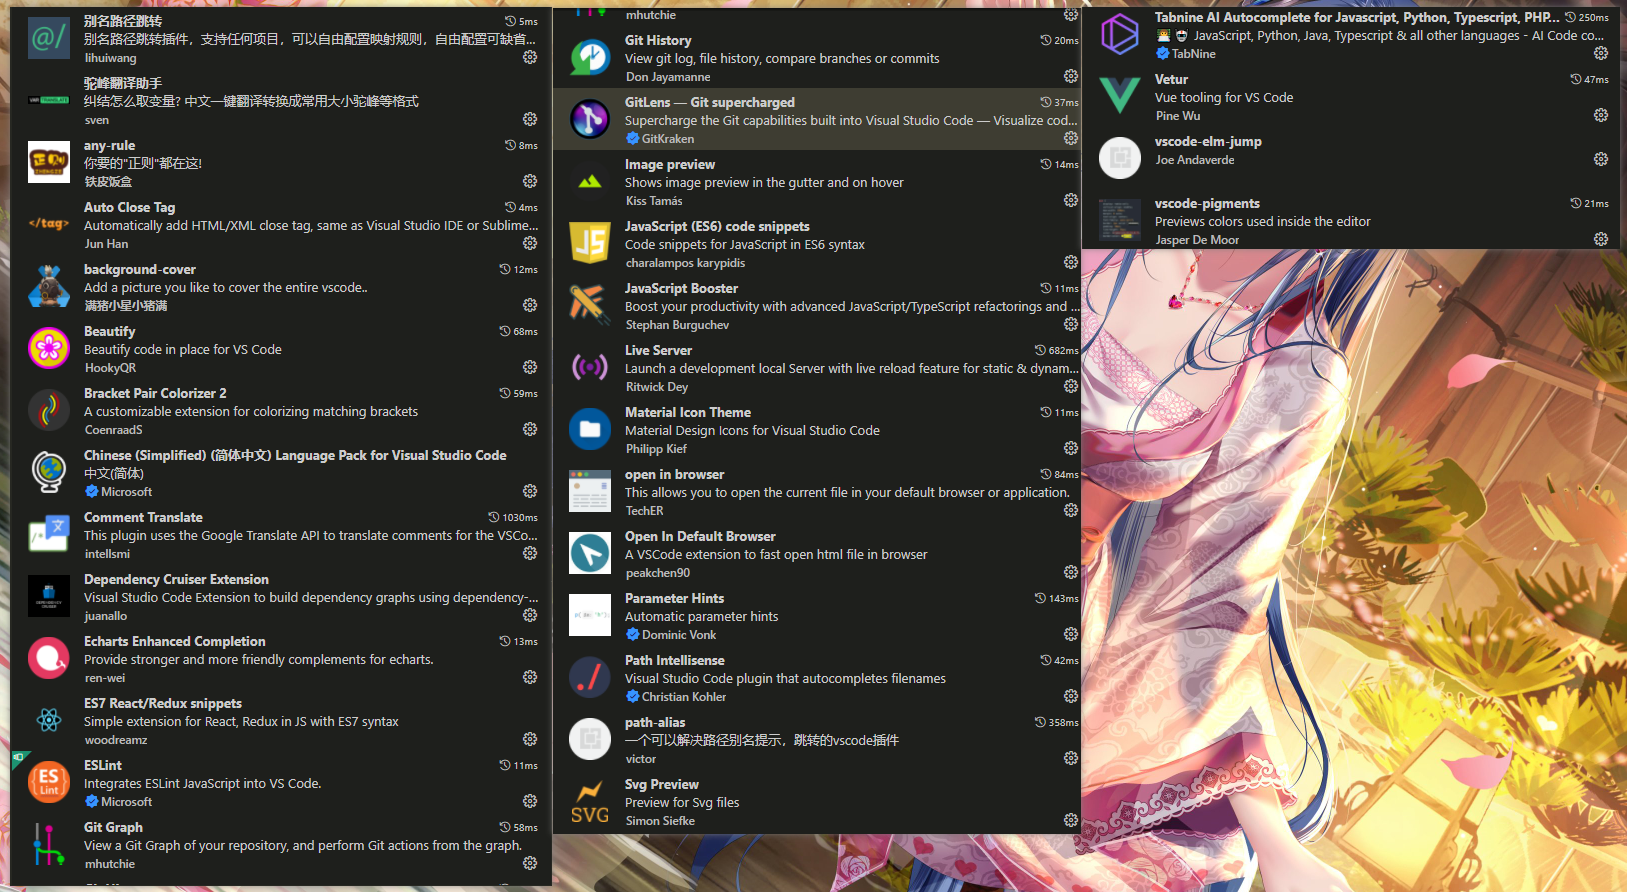 别名路径跳转
5ms
别名路径跳转插件，支持任何项目，可以自由配置映射规则，自由配置可缺省...
lihuiwang
驼峰翻译助手
纠结怎么取变量? 中文一键翻译转换成常用大小驼峰等格式
sven
any-rule
8ms
你要的"正则"都在这!
铁皮饭盒
</tag>
Auto Close Tag
4ms
Automatically add HTML/XML close tag, same as Visual Studio IDE or Sublime...
Jun Han
background-cover
12ms
Add a picture you like to cover the entire vscode..
满猪小星小猪满
Beautify
68ms
Beautify code in place for VS Code
HookyQR
Bracket Pair Colorizer 2
59ms
A customizable extension for colorizing matching brackets
CoenraadS
Chinese (Simplified) (简体中文) Language Pack for Visual Studio Code
中文(简体)
Microsoft
Comment Translate
1030ms
This plugin uses the Google Translate API to translate comments for the VSCo...
intellsmi
Dependency Cruiser Extension
Visual Studio Code Extension to build dependency graphs using dependency-...
juanallo
Echarts Enhanced Completion
13ms
Provide stronger and more friendly complements for echarts.
ren-wei
ES7 React/Redux snippets
Simple extension for React, Redux in JS with ES7 syntax
woodreamz
ES
Lint
ESLint
11ms
Integrates ESLint JavaScript into VS Code.
Microsoft
Git Graph
58ms
View a Git Graph of your repository, and perform Git actions from the graph.
mhutchie
mhutchie
Git History
20ms
View git log, file history, compare branches or commits
Don Jayamanne
GitLens — Git supercharged
37ms
Supercharge the Git capabilities built into Visual Studio Code — Visualize cod...
GitKraken
Image preview
14ms
Shows image preview in the gutter and on hover
Kiss Tamás
JS
JavaScript (ES6) code snippets
Code snippets for JavaScript in ES6 syntax
charalampos karypidis
JavaScript Booster
11ms
Boost your productivity with advanced JavaScript/TypeScript refactorings and ...
Stephan Burguchev
Live Server
682ms
Launch a development local Server with live reload feature for static & dynam...
Ritwick Dey
Material Icon Theme
11ms
Material Design Icons for Visual Studio Code
Philipp Kief
open in browser
84ms
This allows you to open the current file in your default browser or application.
TechER
Open In Default Browser
A VSCode extension to fast open html file in browser
peakchen90
Parameter Hints
143ms
Automatic parameter hints
Dominic Vonk
Path Intellisense
42ms
Visual Studio Code plugin that autocompletes filenames
Christian Kohler
path-alias
358ms
一个可以解决路径别名提示，跳转的vscode插件
victor
SVG
Svg Preview
Preview for Svg files
Simon Siefke
Tabnine AI Autocomplete for Javascript, Python, Typescript, PHP...
250ms
JavaScript, Python, Java, Typescript & all other languages - AI Code co...
TabNine
Vetur
47ms
Vue tooling for VS Code
Pine Wu
vscode-elm-jump
Joe Andaverde
vscode-pigments
21ms
Previews colors used inside the editor
Jasper De Moor